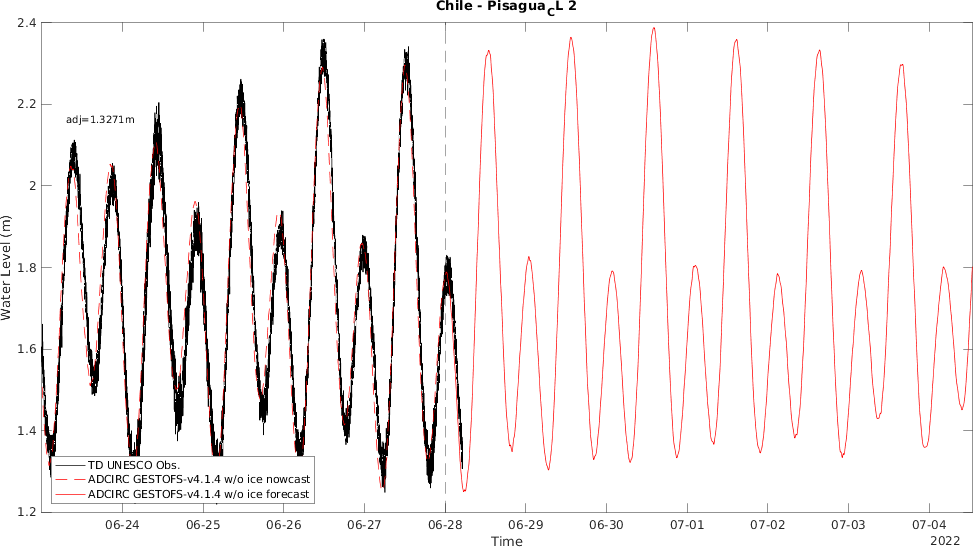 Chile - Pisagua_CL 2
2.4
2.2
2
1.8
1.6
1.4
1.2
Water Level (m)
adj=1.3271m
TD UNESCO Obs.
ADCIRC GESTOFS-v4.1.4 w/o ice nowcast
ADCIRC GESTOFS-v4.1.4 w/o ice forecast
06-24 06-25 06-26 06-27 06-28 06-29 06-30 07-01 07-02 07-03 07-04
Time
2022